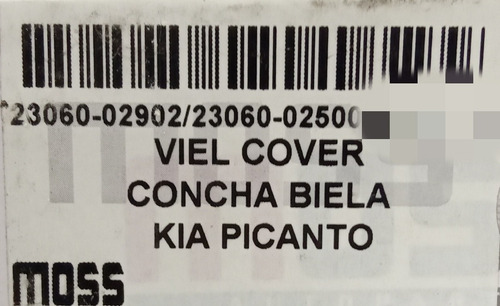 *23060-02902/23060-02500
VIEL COVER
CONCHA BIELA
KIA PICANTO
MOSS